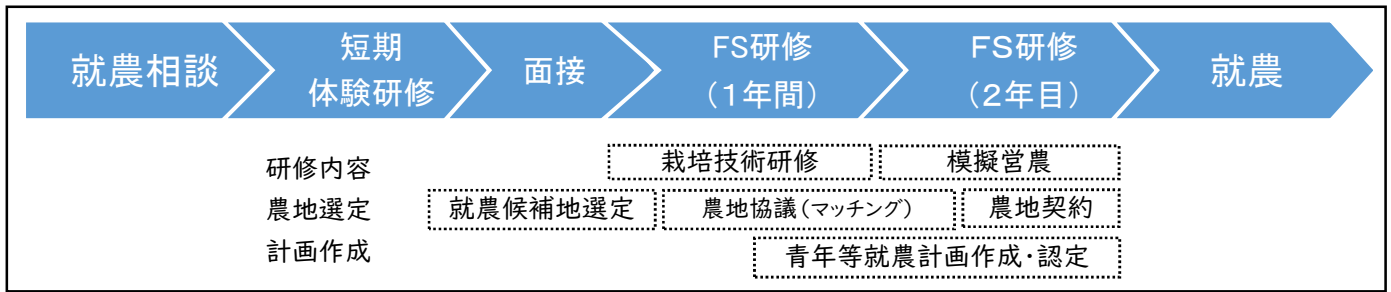 就農相談
短期
体験研修
面接
FS研修
（1年間）
ＦＳ研修
（２年目）
就農
研修内容
栽培技術研修
模擬営農
農地選定
就農候補地選定
農地協議（マッチング）
農地契約
計画作成
青年等就農計画作成・認定